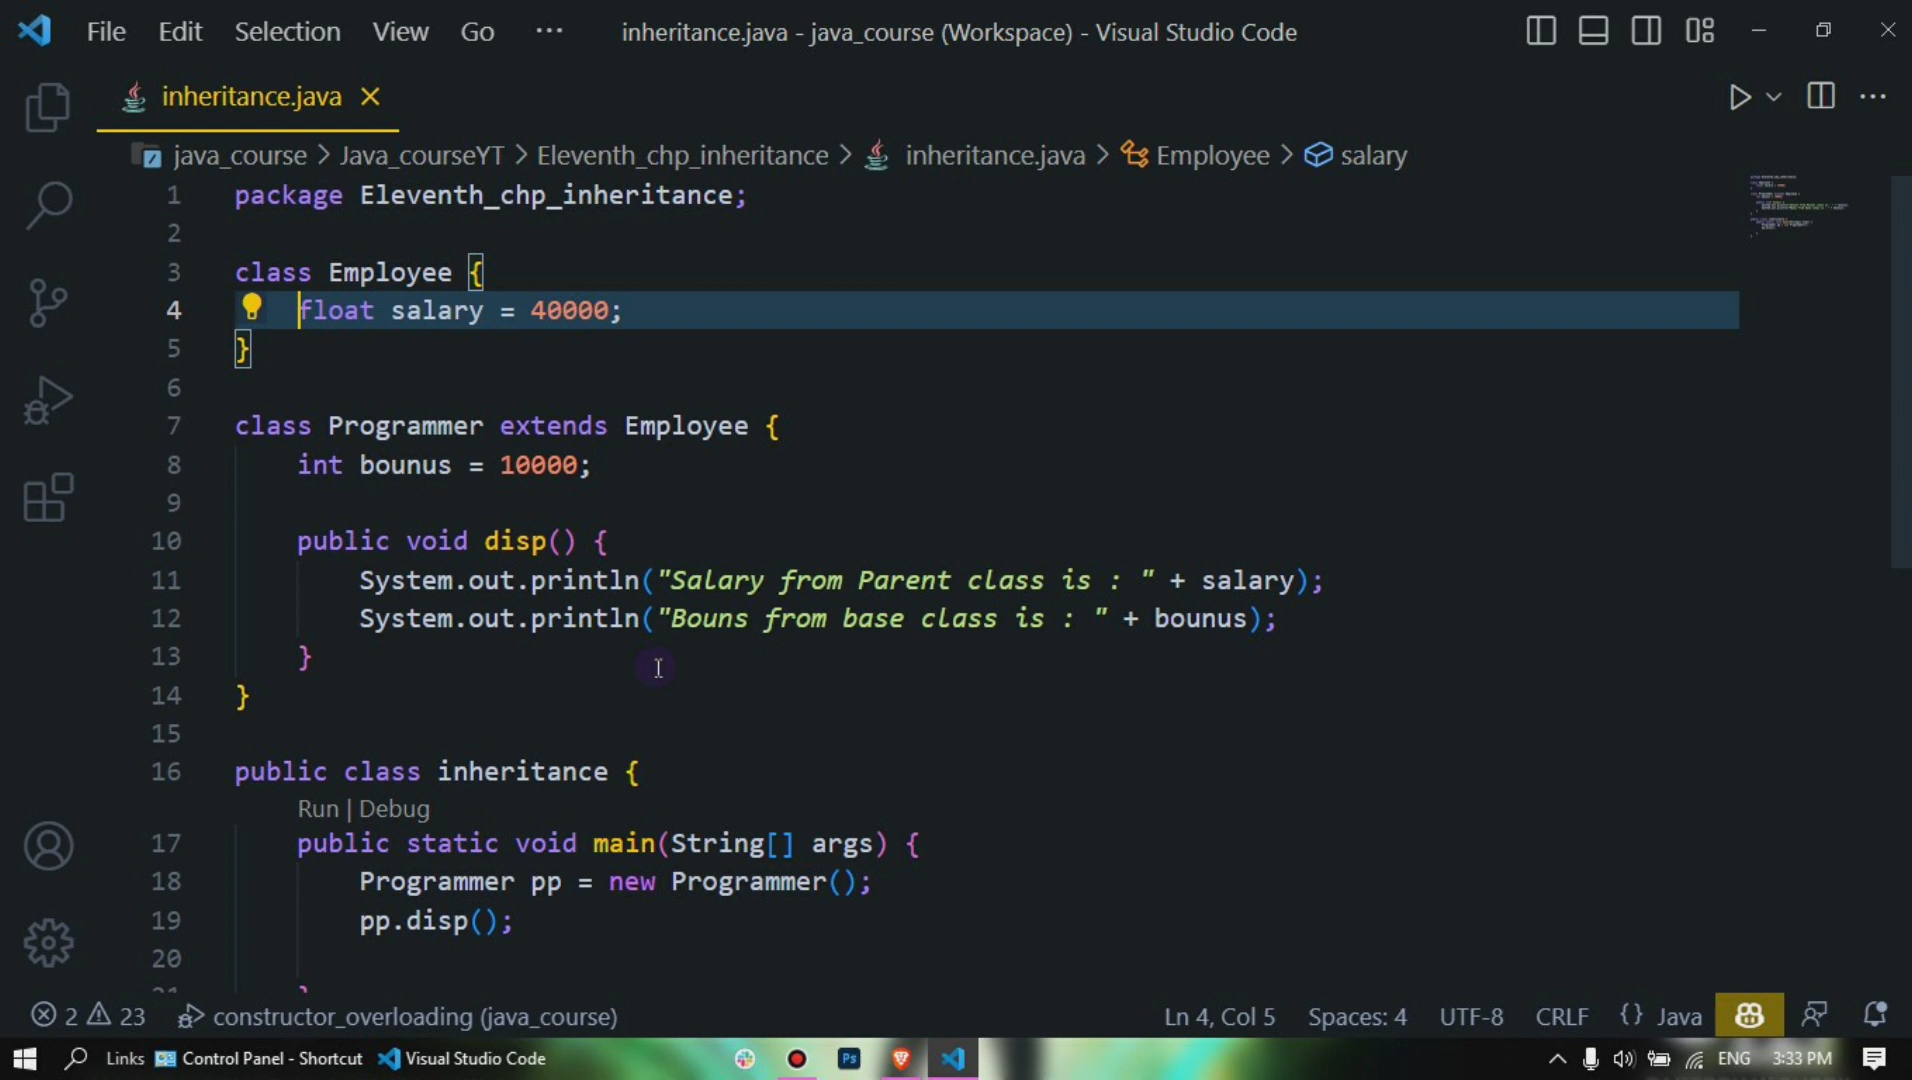 File Edit Selection View Go ··· inheritance.java - java_course (Workspace) - Visual Studio Code
inheritance.java
java_course > Java_courseYT > Eleventh_chp_inheritance > inheritance.java > Employee > salary
1 package Eleventh_chp_inheritance;
2
3 class Employee {
4 float salary = 40000;
5 }
6
7 class Programmer extends Employee {
8 int bounus = 10000;
9
10 public void disp() {
11 System.out.println("Salary from Parent class is : " + salary);
12 System.out.println("Bouns from base class is : " + bounus);
13 }
14 }
15
16 public class inheritance {
Run | Debug
17 public static void main(String[] args) {
18 Programmer pp = new Programmer();
19 pp.disp();
20
2 23 constructor_overloading (java_course) Ln 4, Col 5 Spaces: 4 UTF-8 CRLF {} Java
Links Control Panel - Shortcut Visual Studio Code Ps ENG 3:33 PM